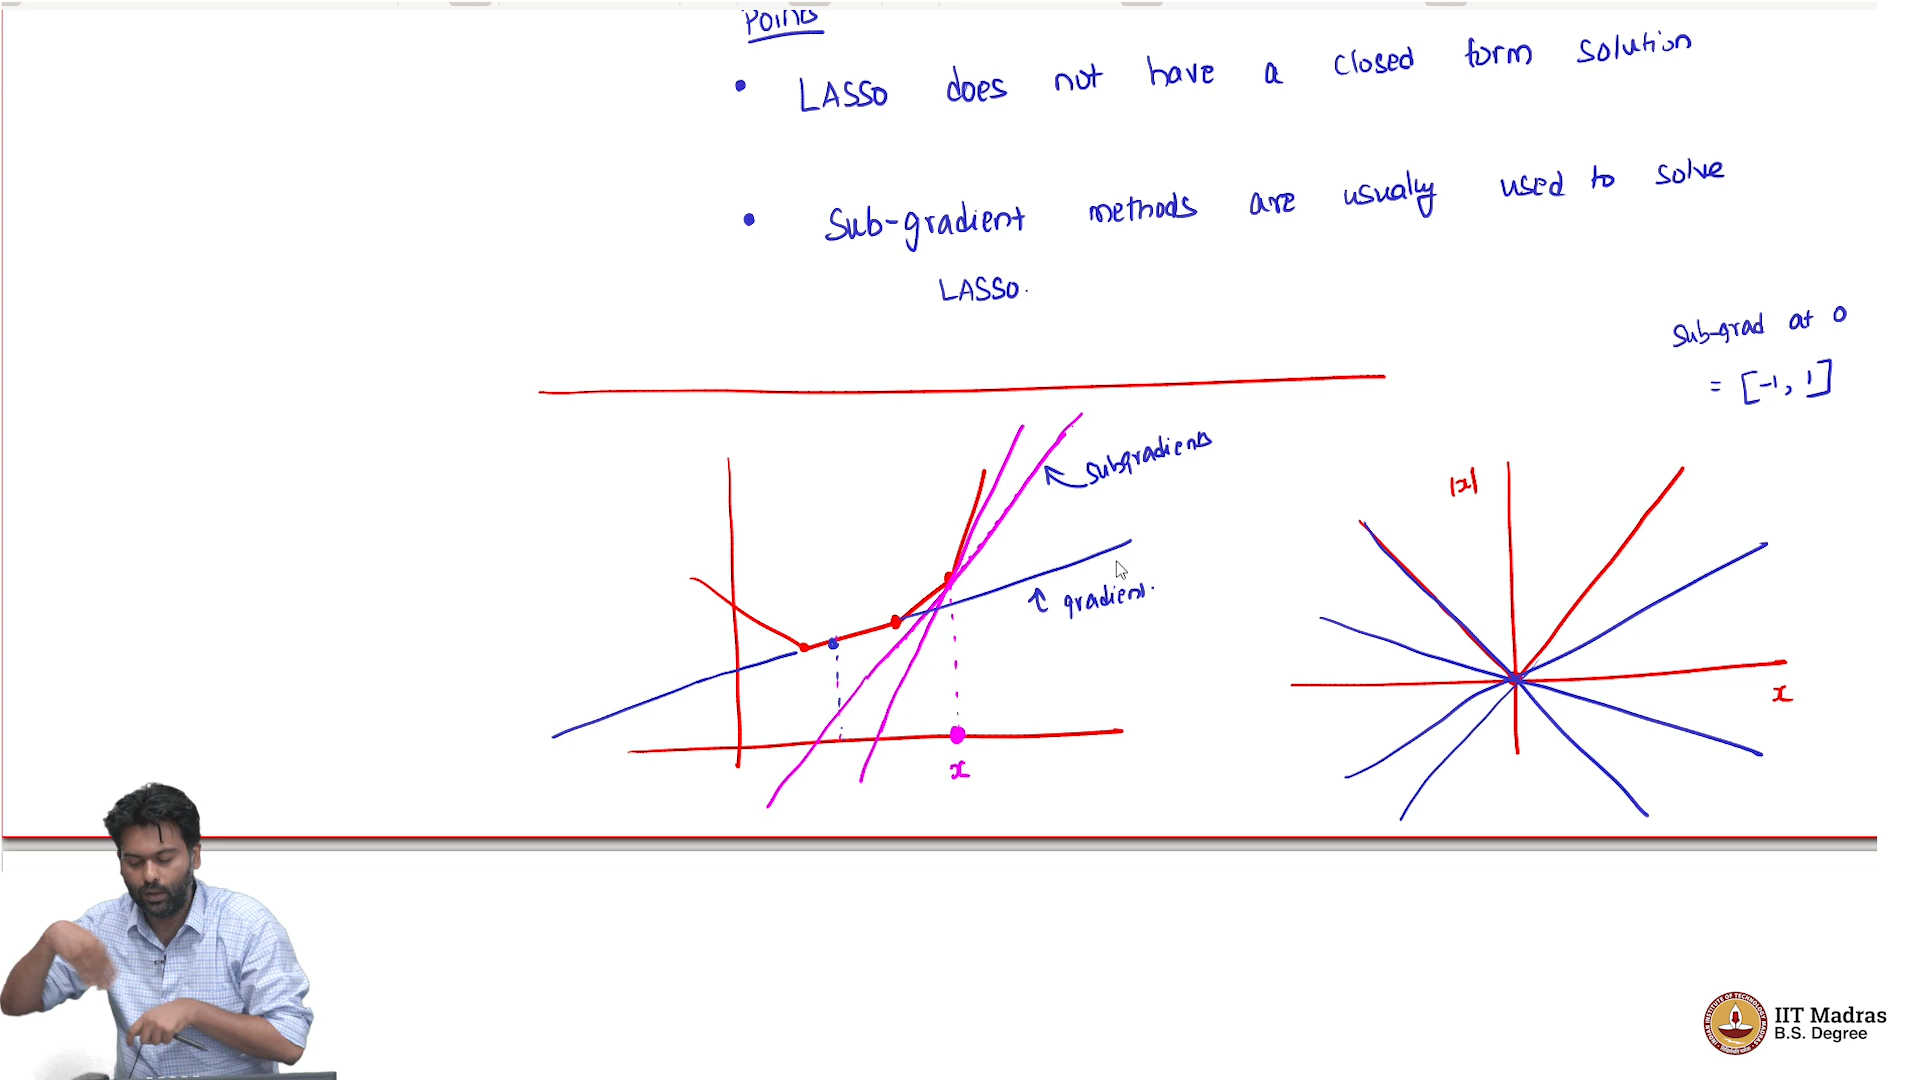 Points
• LASSO does not have a closed form solution
• Sub-gradient methods are usually used to solve
LASSO.
Sub-grad at 0
= [-1, 1]
subgradients
gradient.
x
|x|
x
IIT Madras
B.S. Degree